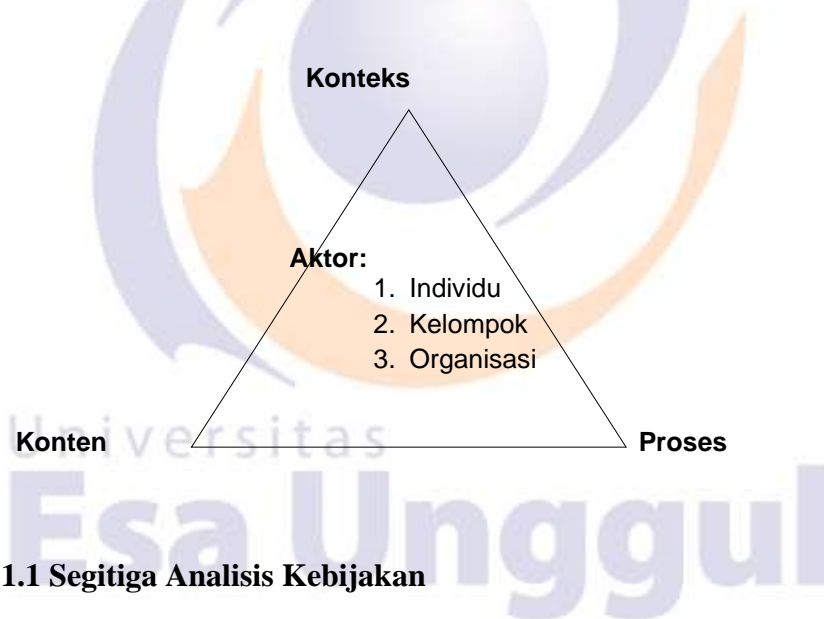 Konteks
Aktor:
1. Individu
2. Kelompok
3. Organisasi
Konten
Proses
Universitas
Esa Unggul
1.1 Segitiga Analisis Kebijakan